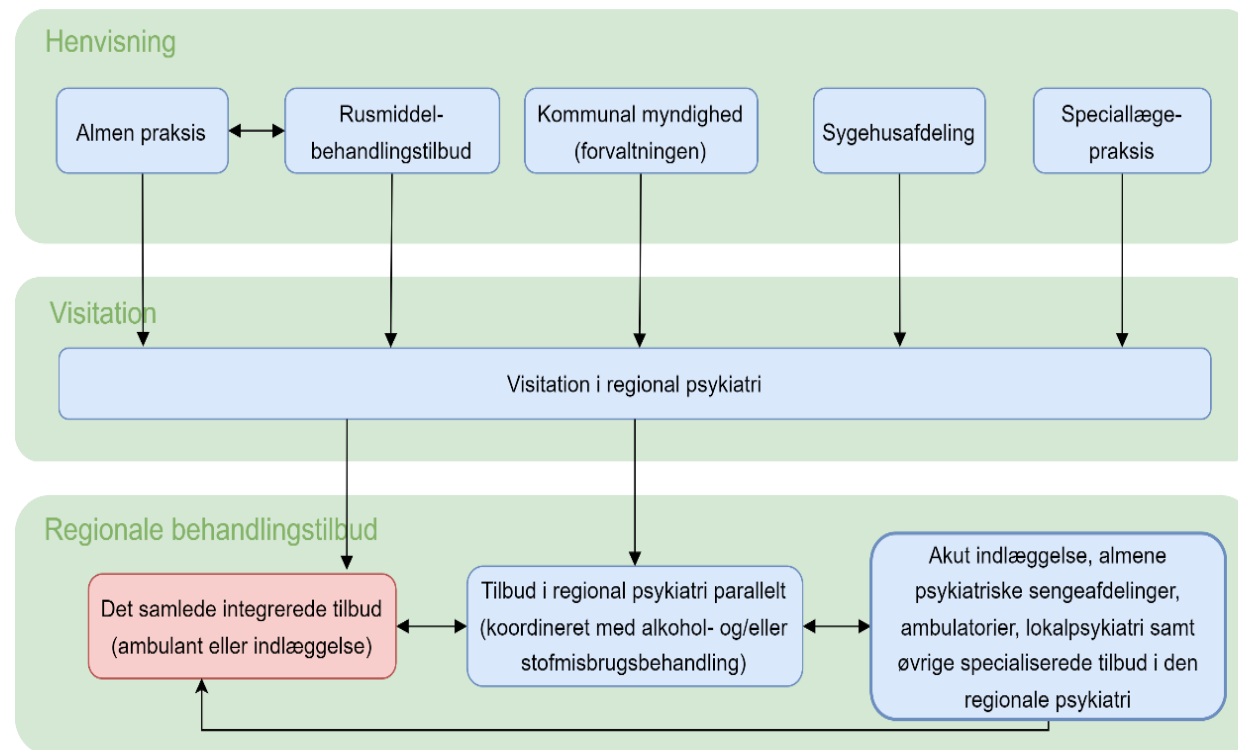 Henvisning
Almen praksis
Rusmiddel-
behandlingstilbud
Kommunal myndighed
(forvaltningen)
Sygehusafdeling
Speciallæge-
praksis
Visitation
Visitation i regional psykiatri
Regionale behandlingstilbud
Det samlede integrerede tilbud
(ambulant eller indlæggelse)
Tilbud i regional psykiatri parallelt
(koordineret med alkohol- og/eller
stofmisbrugsbehandling)
Akut indlæggelse, almene
psykiatriske sengeafdelinger,
ambulatorier, lokalpsykiatri samt
øvrige specialiserede tilbud i den
regionale psykiatri